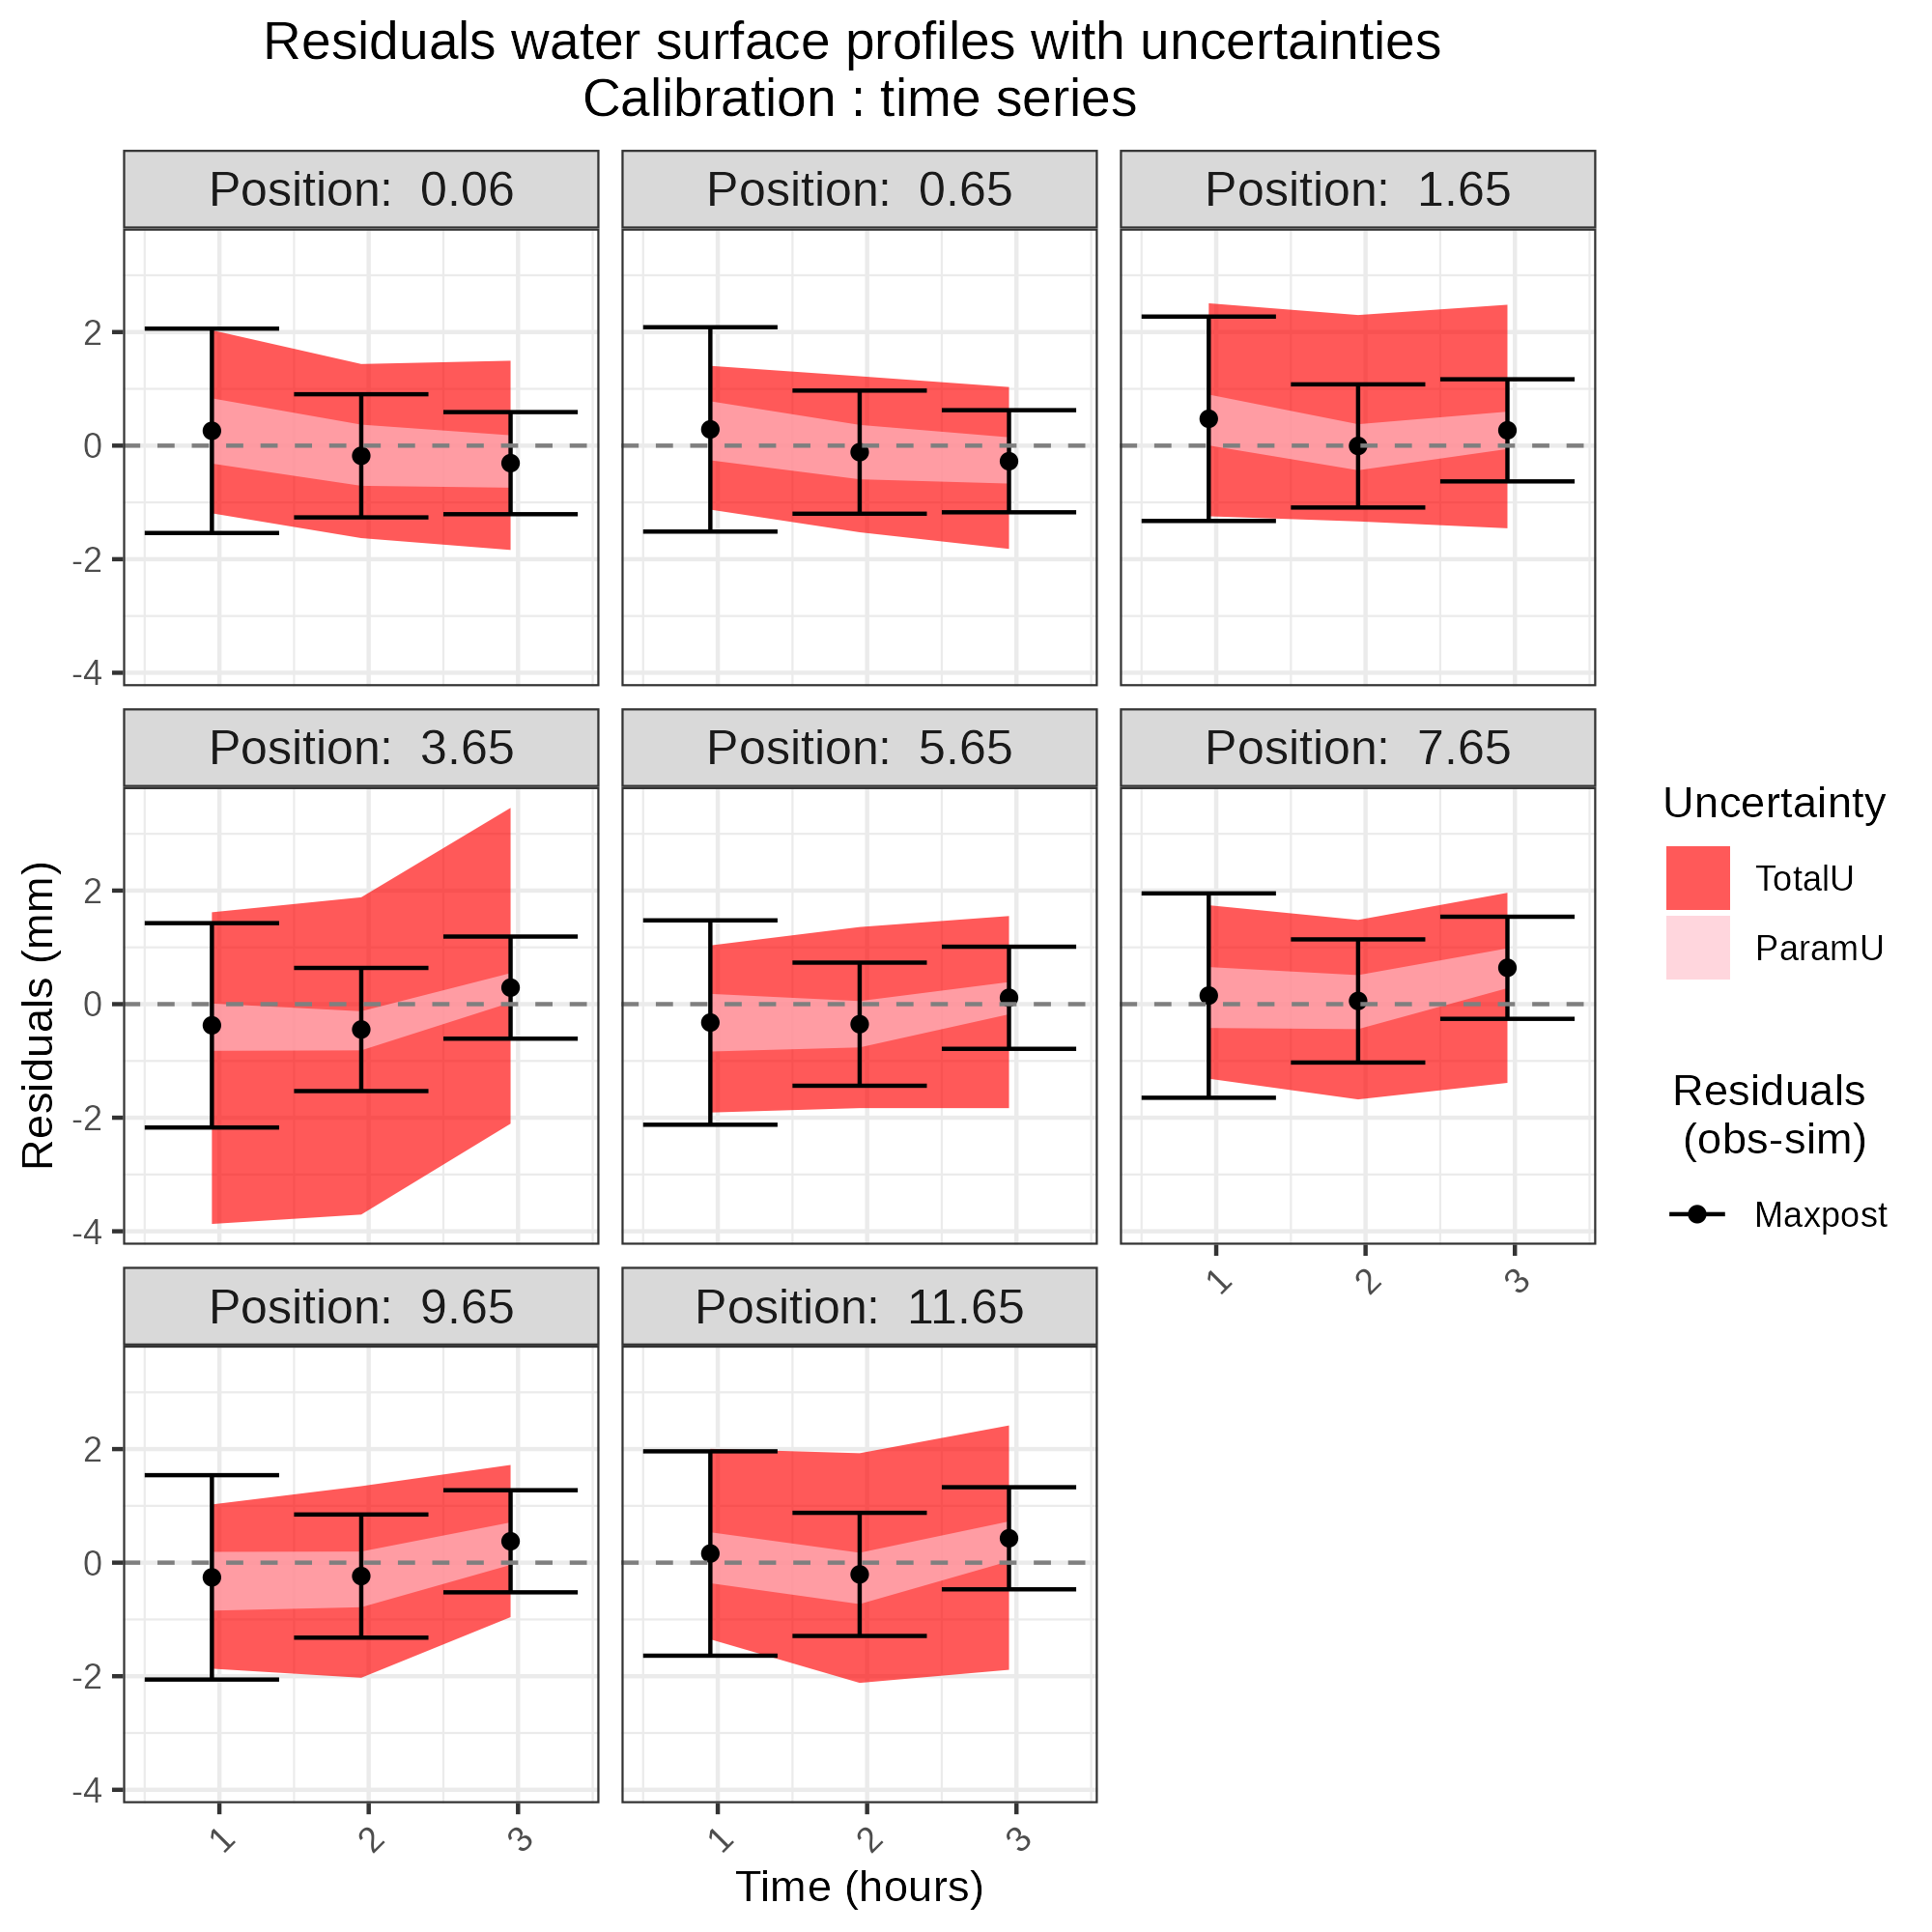 Residuals water surface profiles with uncertainties
Calibration : time series
Position: 0.06
Position: 0.65
Position: 1.65
2
0
-2
-4
Position: 3.65
Position: 5.65
Position: 7.65
2
0
-2
-4
1
2
3
Position: 9.65
Position: 11.65
2
0
-2
-4
1
2
3
1
2
3
Time (hours)
Residuals (mm)
Uncertainty
TotalU
ParamU
Residuals
(obs-sim)
Maxpost